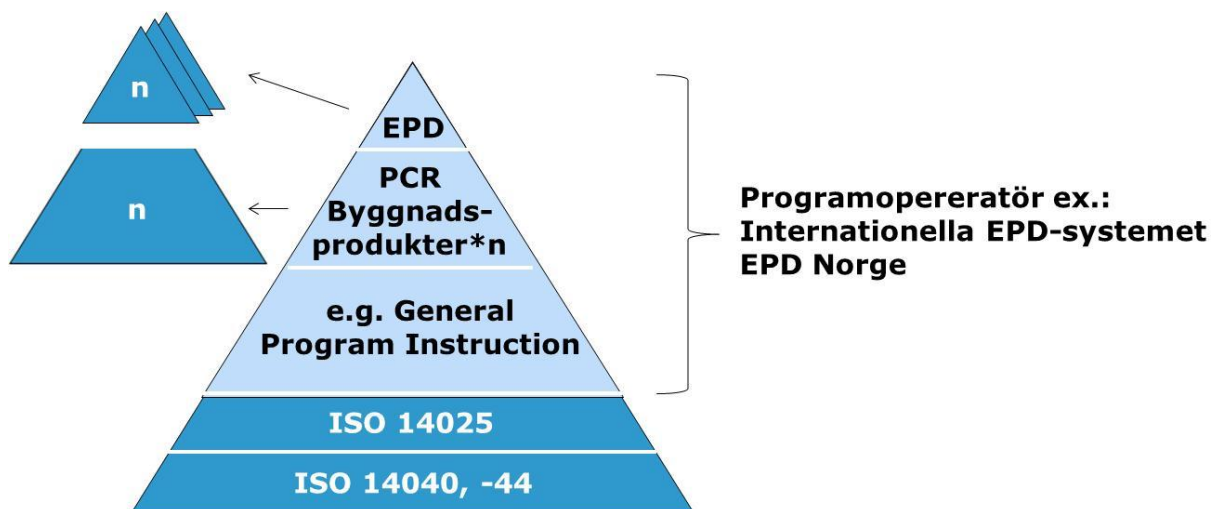 n
n
EPD
PCR
Byggnads-
produkter*n
e.g. General
Program Instruction
ISO 14025
ISO 14040, -44
Programopereratör ex.:
Internationella EPD-systemet
EPD Norge